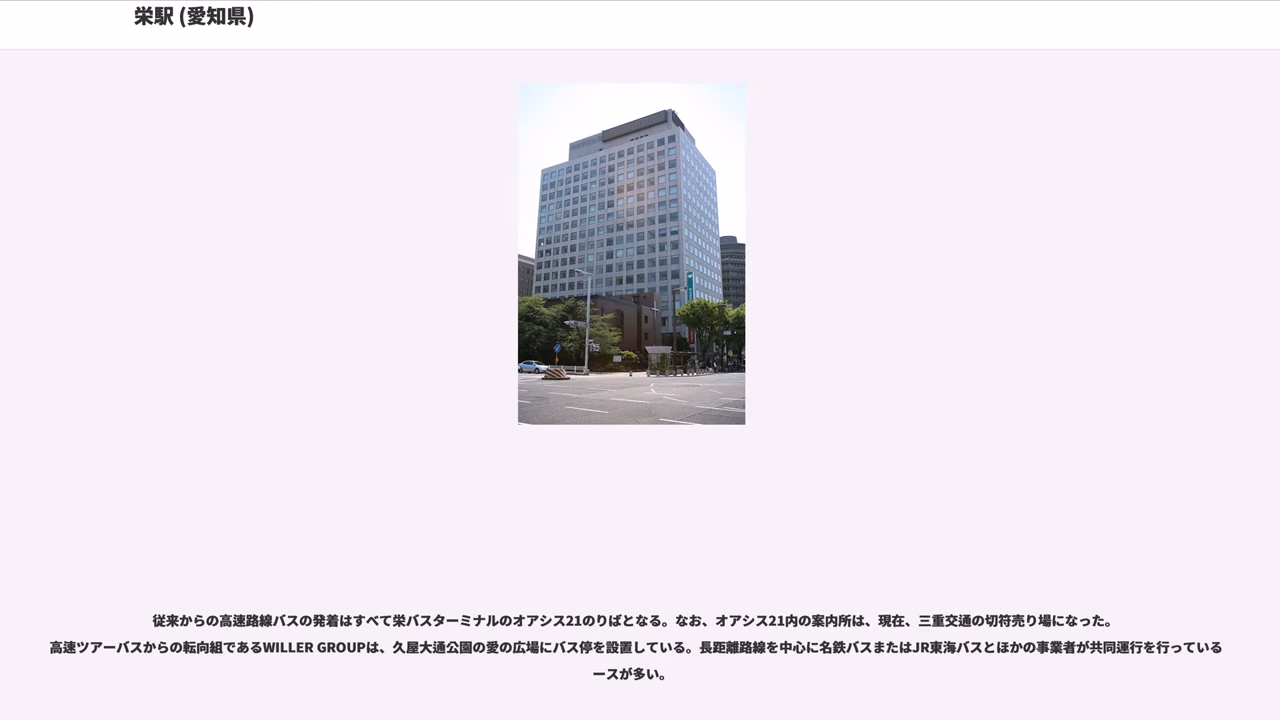 栄駅 (愛知県)
従来からの高速路線バスの発着はすべて栄バスターミナルのオアシス21のりばとなる。なお、オアシス21内の案内所は、現在、三重交通の切符売り場になった。
高速ツアーバスからの転向組であるWILLER GROUPは、久屋大通公園の愛の広場にバス停を設置している。長距離路線を中心に名鉄バスまたはJR東海バスとほかの事業者が共同運行を行っている
ースが多い。